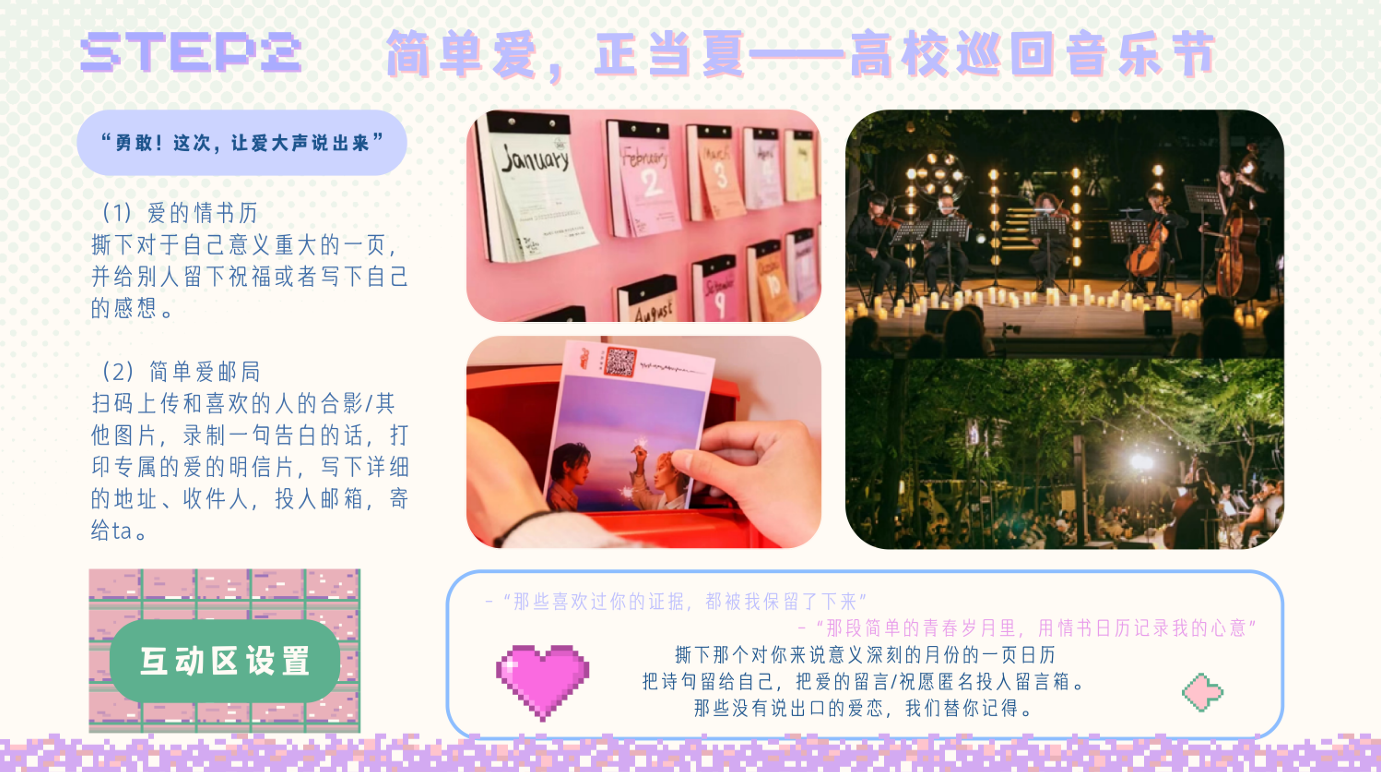 STEP2
简单爱，正当夏——高校巡回音乐节
“勇敢！这次，让爱大声说出来”
（1）爱的情书历
撕下对于自己意义重大的一页，
并给别人留下祝福或者写下自己
的感想。
（2）简单爱邮局
扫码上传和喜欢的人的合影/其
他图片，录制一句告白的话，打
印专属的爱的明信片，写下详细
的地址、收件人，投入邮箱，寄
给ta。
互动区设置
January
February
2
March
3
April
August
September
9
October
10
- “那些喜欢过你的证据，都被我保留了下来”
- “那段简单的青春岁月里，用情书日历记录我的心意”
撕下那个对你来说意义深刻的月份的一页日历
把诗句留给自己，把爱的留言/祝愿匿名投入留言箱。
那些没有说出口的爱恋，我们替你记得。